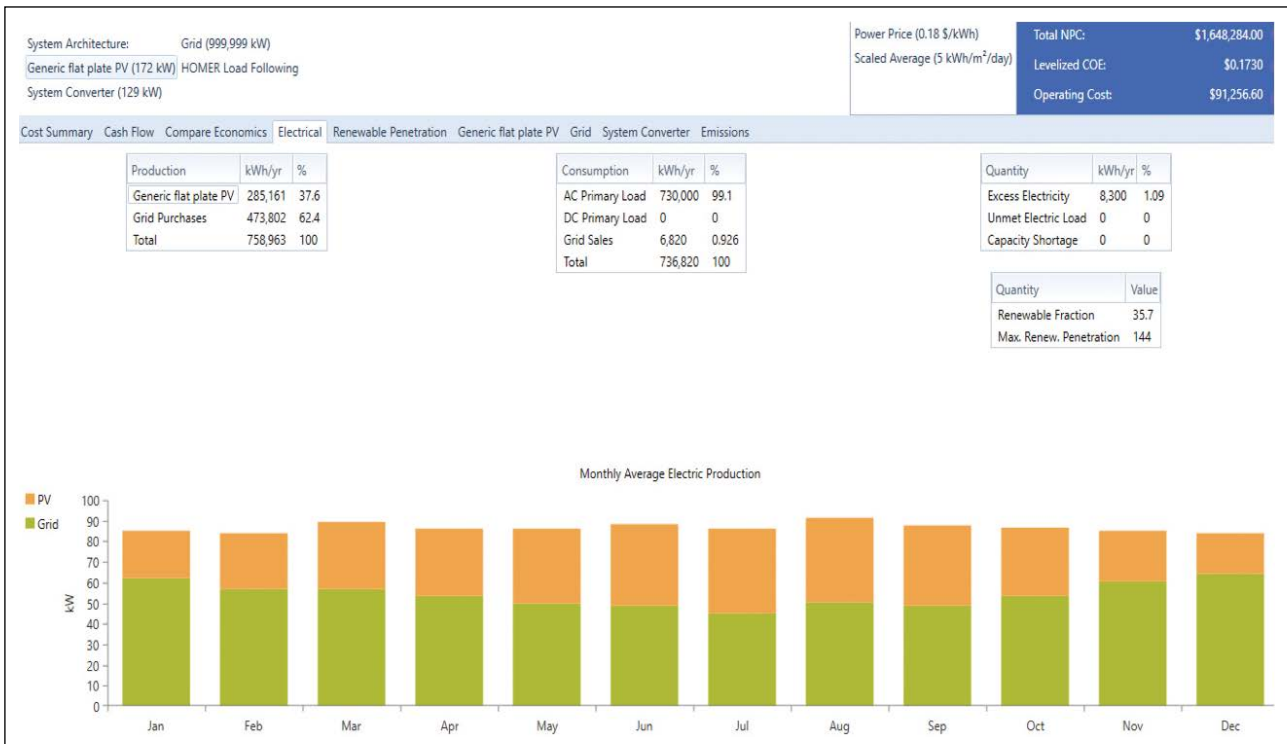 System Architecture: Grid (999,999 kW)
Generic flat plate PV (172 kW) HOMER Load Following
System Converter (129 kW)
Power Price (0.18 $/kWh)
Scaled Average (5 kWh/m²/day)
Total NPC: $1,648,284.00
Levelized COE: $0.1730
Operating Cost: $91,256.60
Cost Summary Cash Flow Compare Economics Electrical Renewable Penetration Generic flat plate PV Grid System Converter Emissions
Production kWh/yr %
Generic flat plate PV 285,161 37.6
Grid Purchases 473,802 62.4
Total 758,963 100
Consumption kWh/yr %
AC Primary Load 730,000 99.1
DC Primary Load 0 0
Grid Sales 6,820 0.926
Total 736,820 100
Quantity kWh/yr %
Excess Electricity 8,300 1.09
Unmet Electric Load 0 0
Capacity Shortage 0 0
Quantity Value
Renewable Fraction 35.7
Max. Renew. Penetration 144
Monthly Average Electric Production
PV
Grid
kW
100
90
80
70
60
50
40
30
20
10
0
Jan Feb Mar Apr May Jun Jul Aug Sep Oct Nov Dec